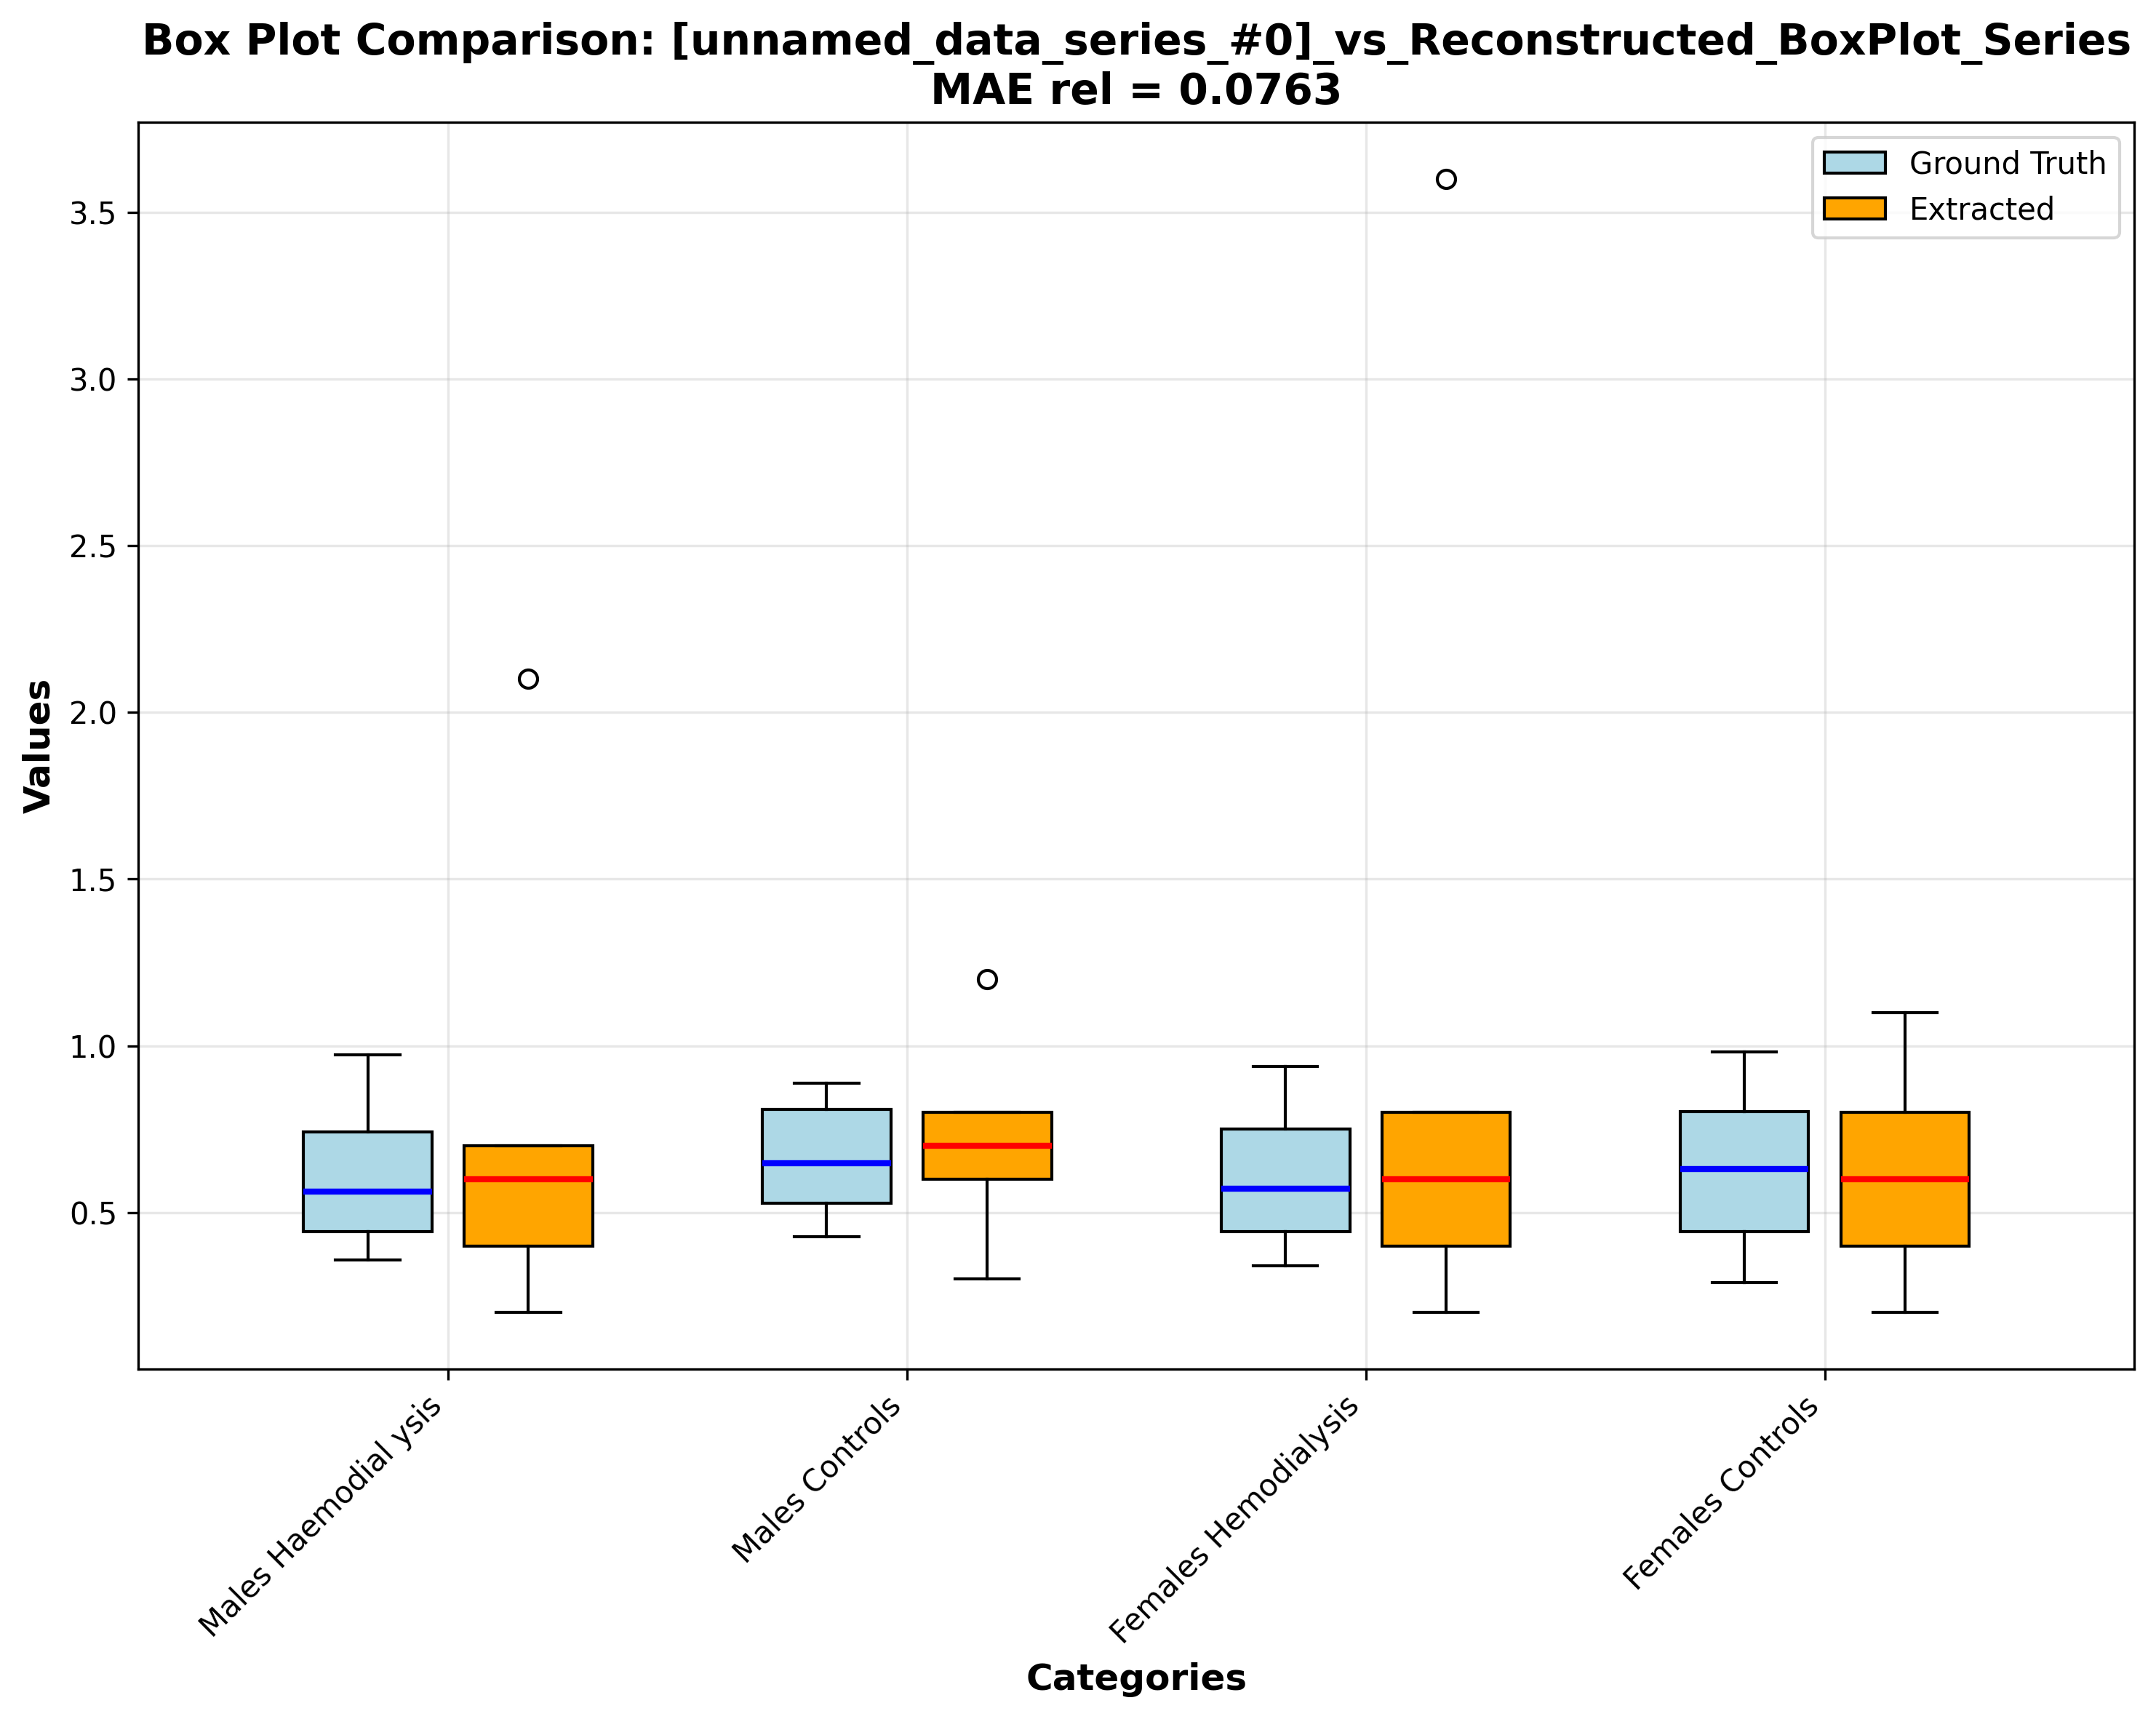 Box Plot Comparison: [unnamed_data_series_#0]_vs_Reconstructed_BoxPlot_Series
MAE rel = 0.0763
Ground Truth
Extracted
3.5
3.0
2.5
2.0
1.5
1.0
0.5
Values
Males Haemodial ysis
Males Controls
Females Hemodialysis
Females Controls
Categories